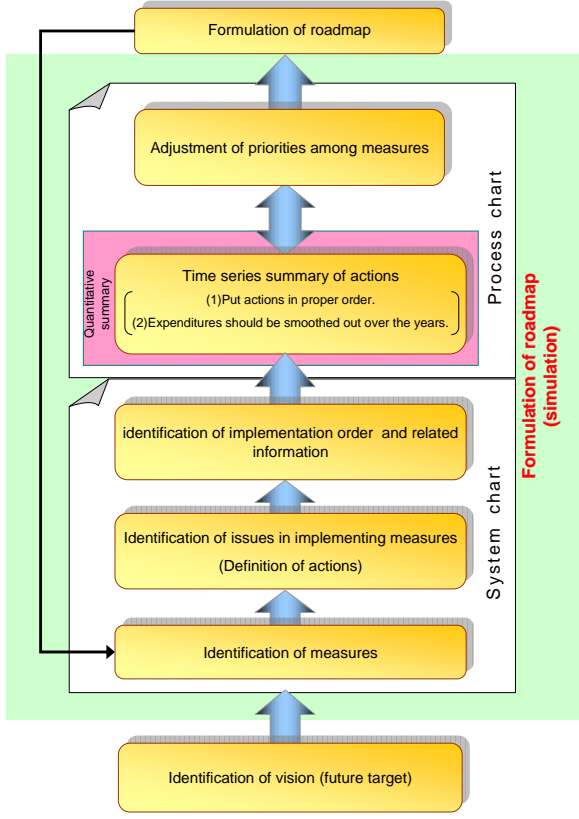 Formulation of roadmap
Adjustment of priorities among measures
Process chart
Quantitative
summary
Time series summary of actions
(1)Put actions in proper order.
(2)Expenditures should be smoothed out over the years.
Formulation of roadmap
(simulation)
identification of implementation order and related
information
System chart
Identification of issues in implementing measures
(Definition of actions)
Identification of measures
Identification of vision (future target)